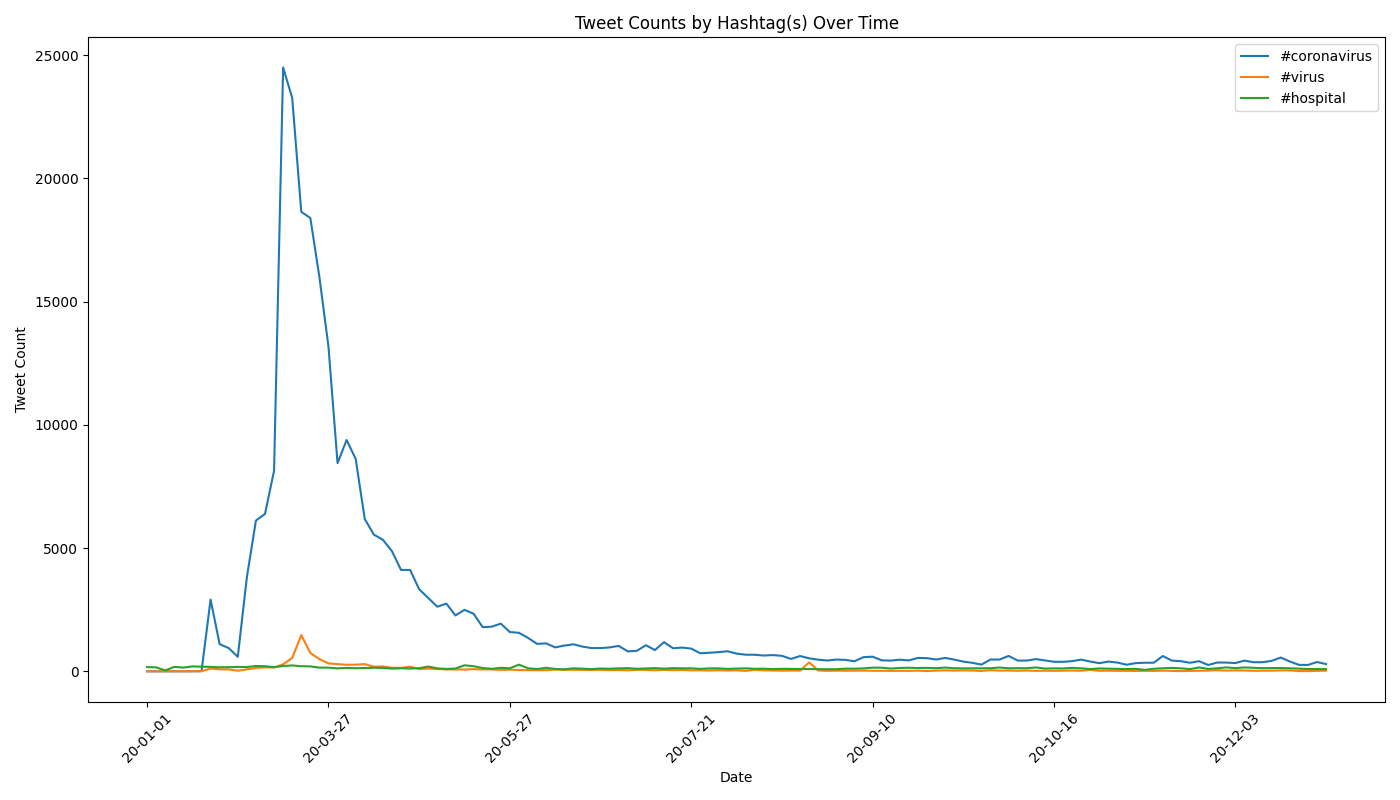 Tweet Counts by Hashtag(s) Over Time
#coronavirus
#virus
#hospital
Tweet Count
25000
20000
15000
10000
5000
0
20-01-01
20-03-27
20-05-27
20-07-21
20-09-10
20-10-16
20-12-03
Date